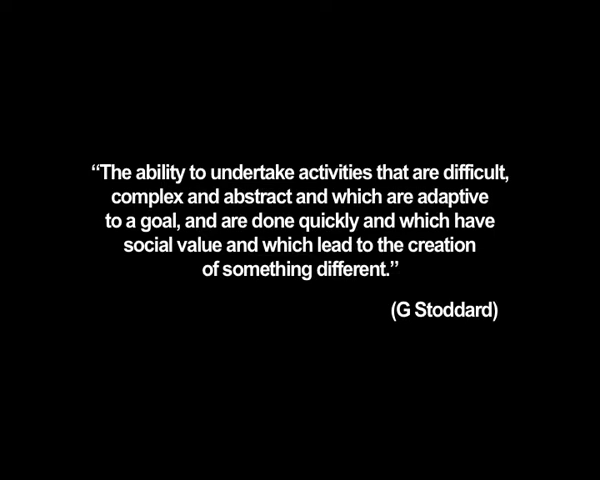 “The ability to undertake activities that are difficult,
complex and abstract and which are adaptive
to a goal, and are done quickly and which have
social value and which lead to the creation
of something different.”
(G Stoddard)